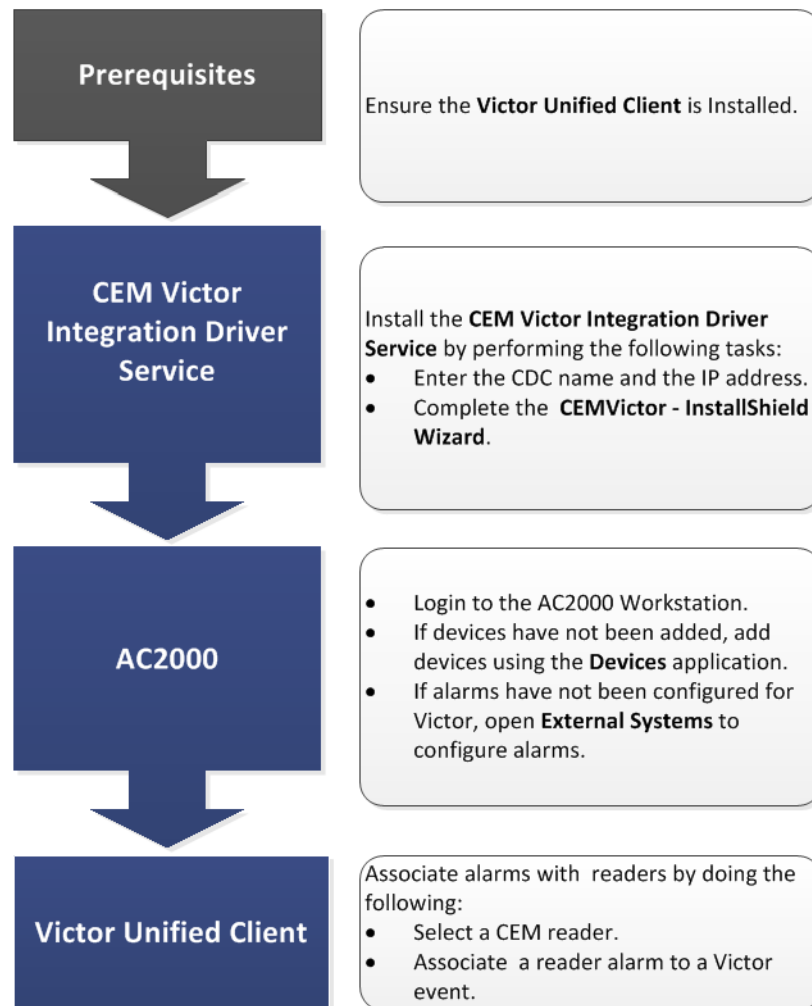 Prerequisites
Ensure the Victor Unified Client is Installed.
CEM Victor
Integration Driver
Service
Install the CEM Victor Integration Driver
Service by performing the following tasks:
• Enter the CDC name and the IP address.
• Complete the CEMVictor - InstallShield
Wizard.
AC2000
• Login to the AC2000 Workstation.
• If devices have not been added, add
devices using the Devices application.
• If alarms have not been configured for
Victor, open External Systems to
configure alarms.
Victor Unified Client
Associate alarms with readers by doing the
following:
• Select a CEM reader.
• Associate a reader alarm to a Victor
event.